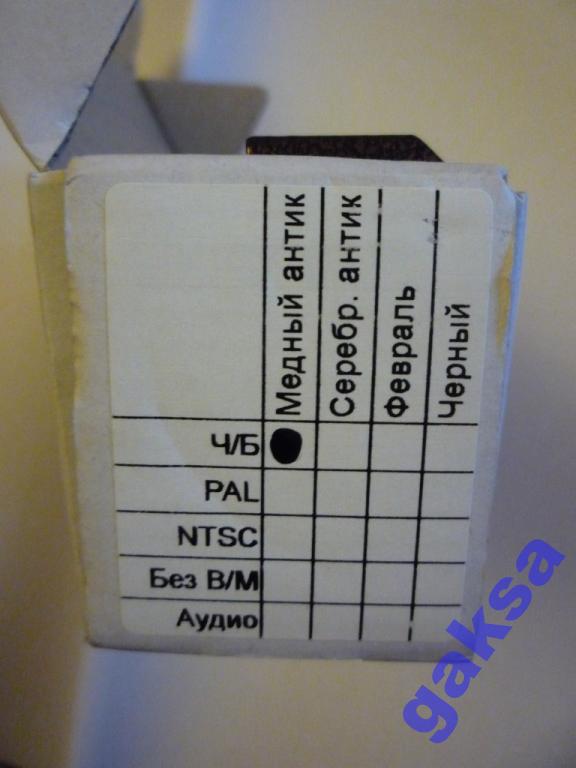 Медный антик
Серебр. антик
Февраль
Черный
Ч/Б
PAL
NTSC
Без В/М
Аудио
gaksa